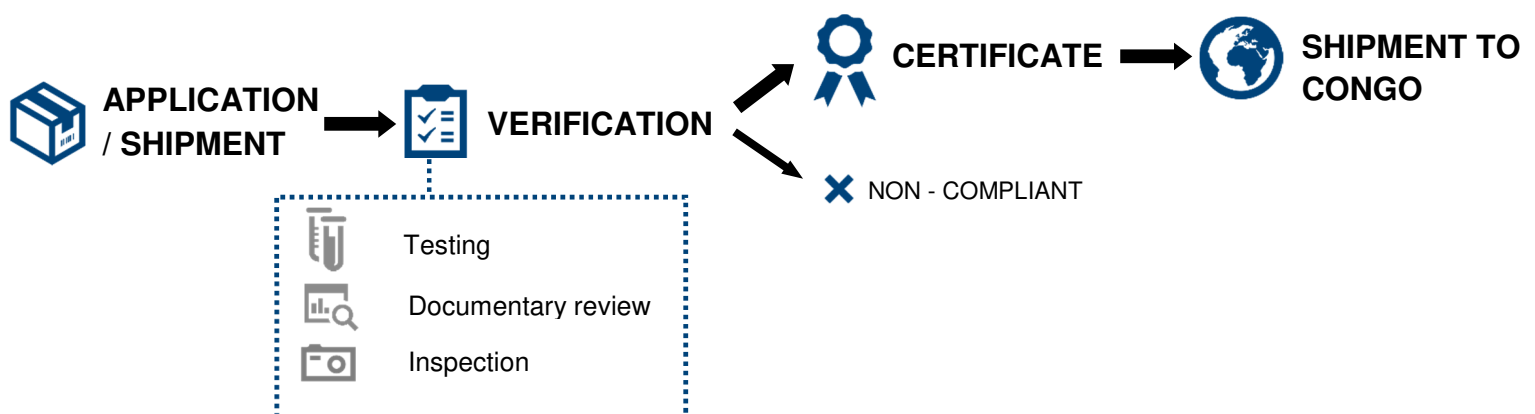 APPLICATION
/ SHIPMENT
VERIFICATION
CERTIFICATE
SHIPMENT TO
CONGO
NON - COMPLIANT
Testing
Documentary review
Inspection